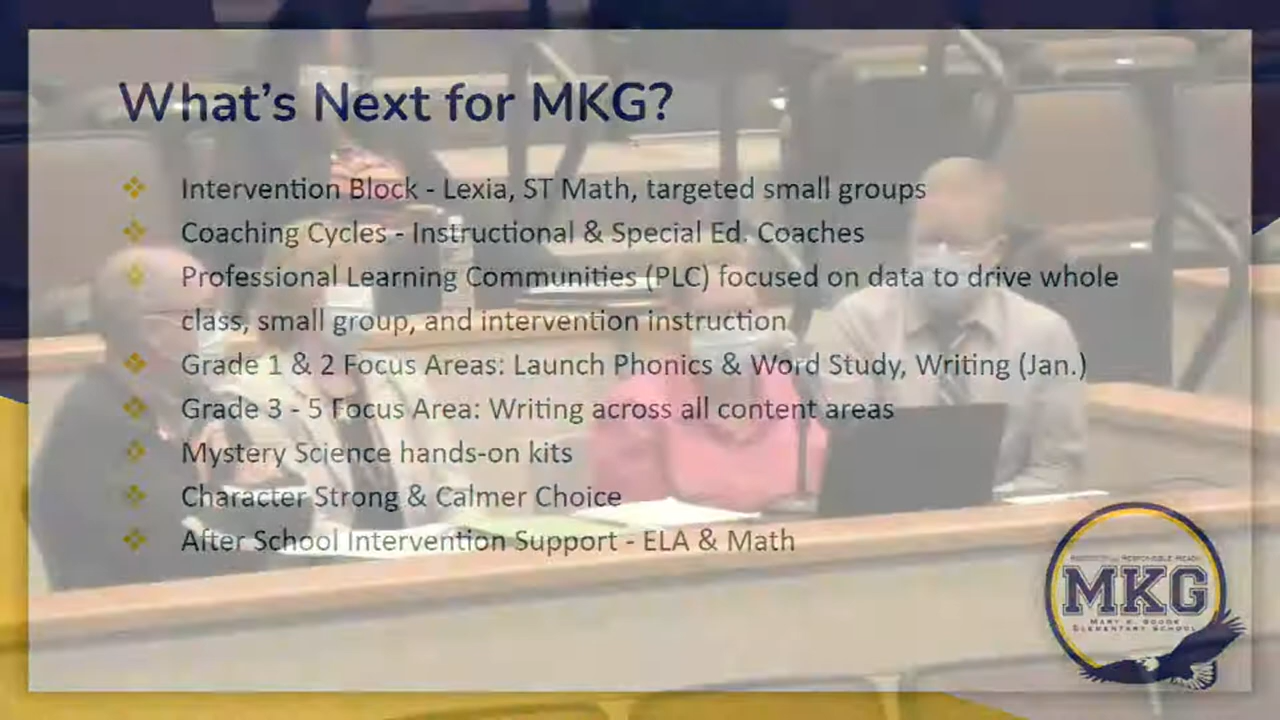 What's Next for MKG?
Intervention Block - Lexia, ST Math, targeted small groups
Coaching Cycles - Instructional & Special Ed. Coaches
Professional Learning Communities (PLC) focused on data to drive whole
class, small group, and intervention instruction
Grade 1 & 2 Focus Areas: Launch Phonics & Word Study, Writing (Jan.)
Grade 3 - 5 Focus Area: Writing across all content areas
Mystery Science hands-on kits
Character Strong & Calmer Choice
After School Intervention Support - ELA & Math
MKG
Elementary School